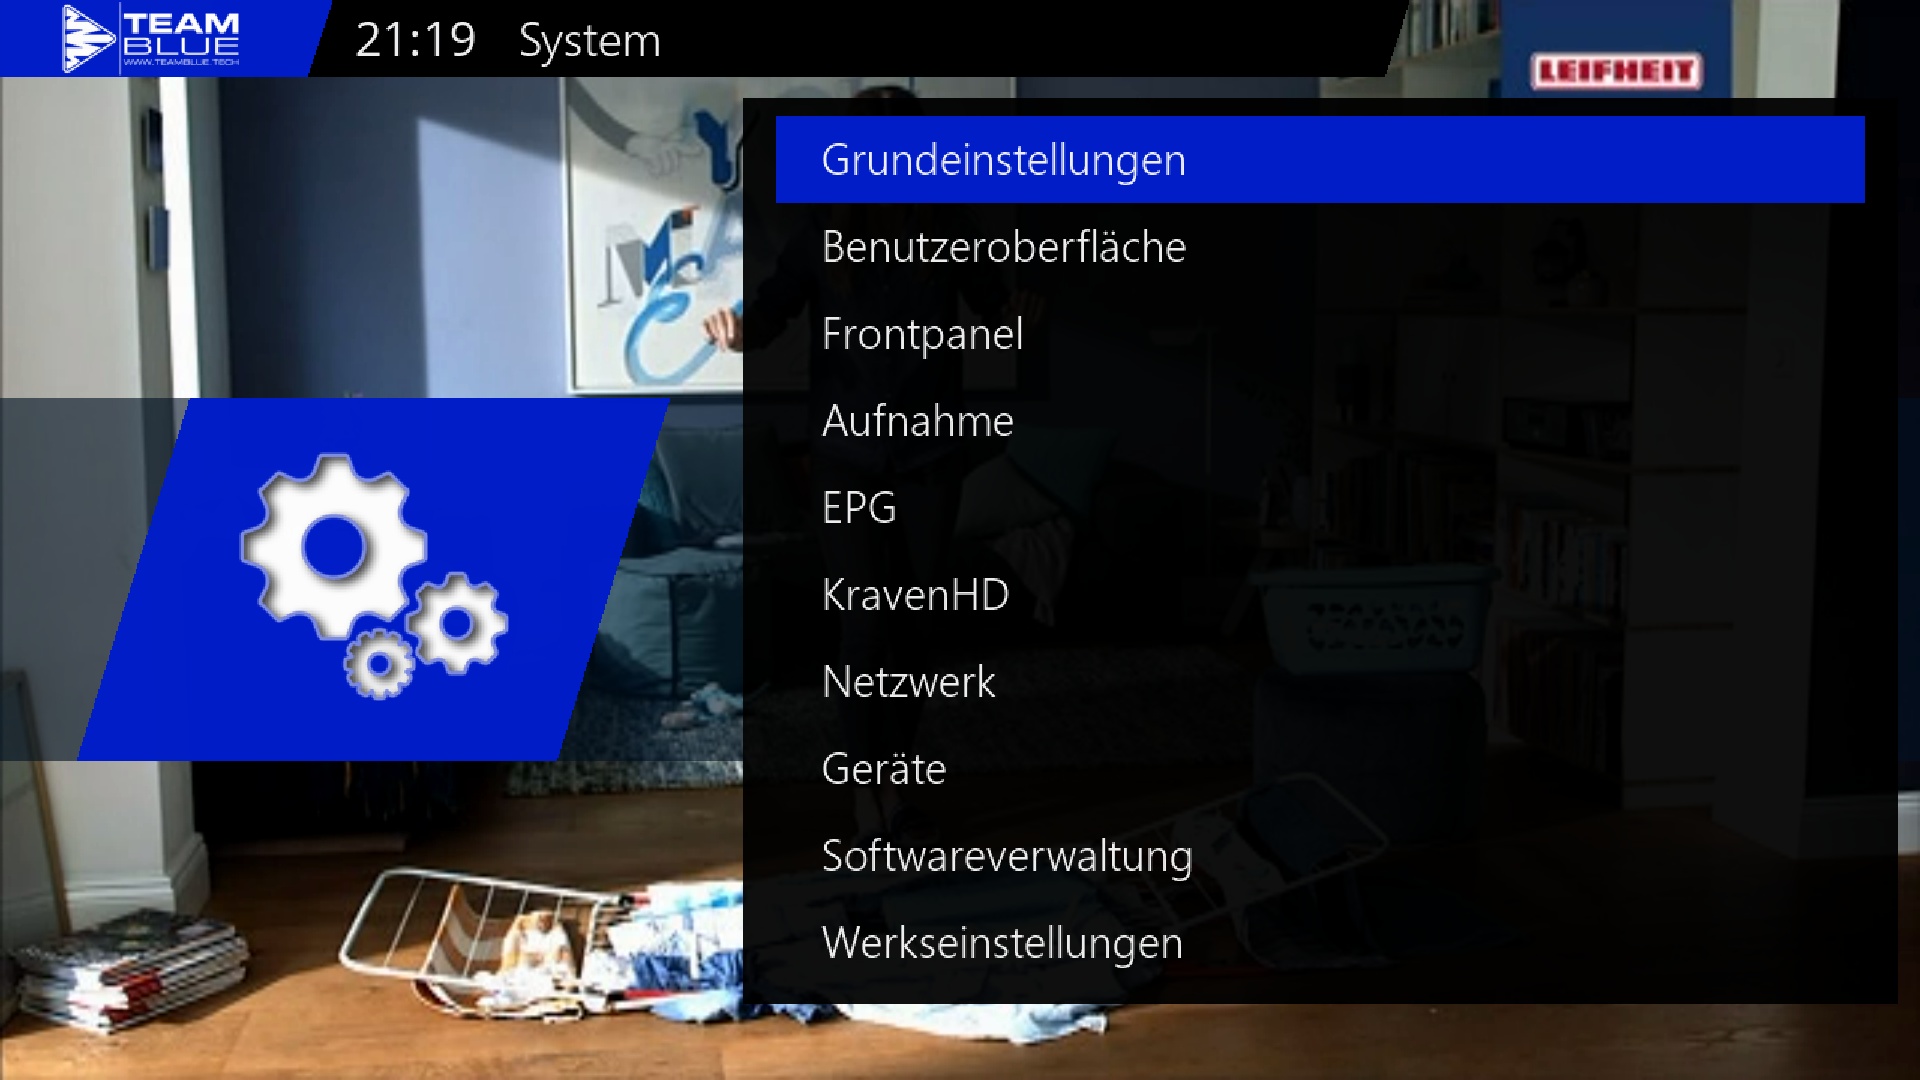 TEAM
BLUE
WWW.TEAMBLUE.TECH
21:19 System
LEIFHEIT
Grundeinstellungen
Benutzeroberfläche
Frontpanel
Aufnahme
EPG
KravenHD
Netzwerk
Geräte
Softwareverwaltung
Werkseinstellungen